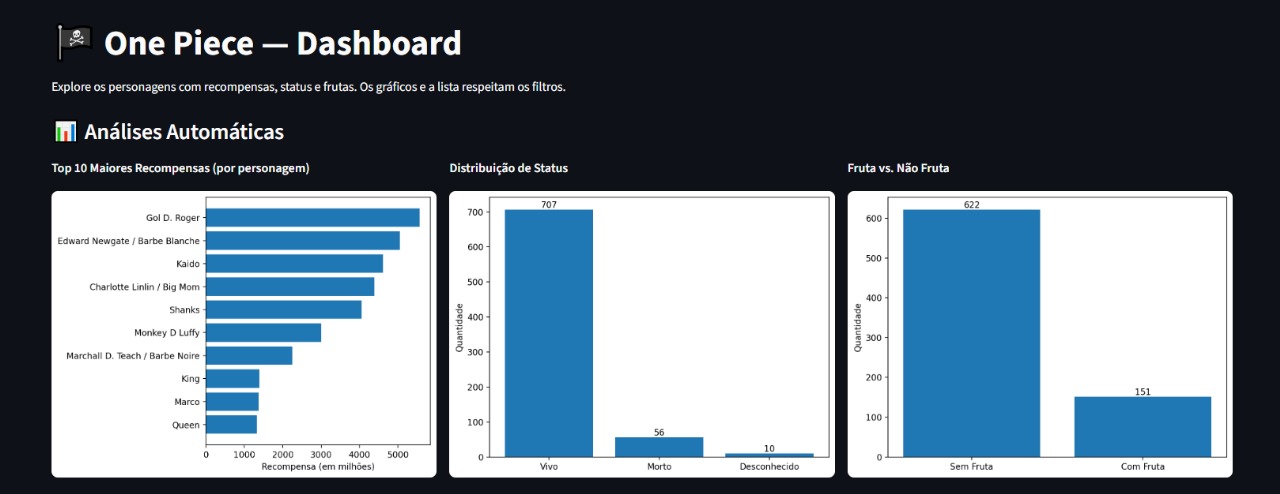 One Piece — Dashboard
Explore os personagens com recompensas, status e frutas. Os gráficos e a lista respeitam os filtros.
Análises Automáticas
Top 10 Maiores Recompensas (por personagem)
Gol D. Roger
Edward Newgate / Barbe Blanche
Kaido
Charlotte Linlin / Big Mom
Shanks
Monkey D Luffy
Marchall D. Teach / Barbe Noire
King
Marco
Queen
0 1000 2000 3000 4000 5000
Recompensa (em milhões)
Distribuição de Status
Quantidade
700
600
500
400
300
200
100
0
707
56
10
Vivo Morto Desconhecido
Fruta vs. Não Fruta
Quantidade
600
500
400
300
200
100
0
622
151
Sem Fruta Com Fruta